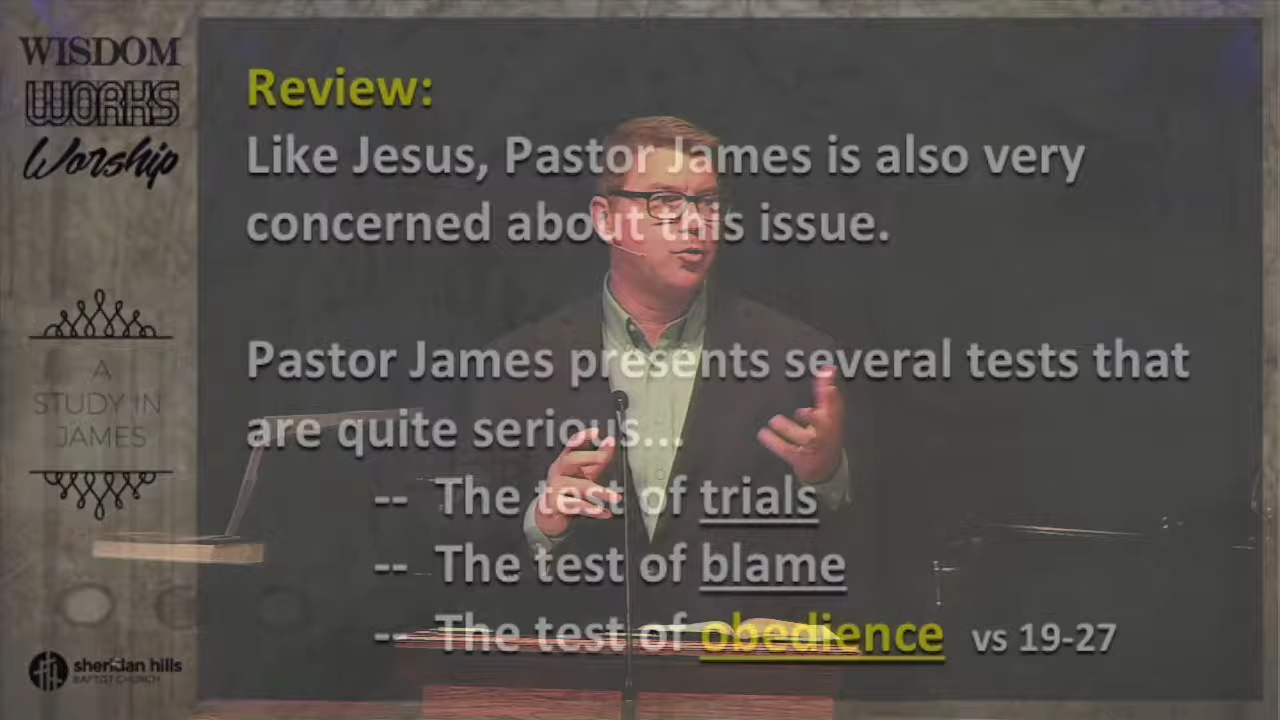 WISDOM
WORKS
Worship
A
STUDY IN
JAMES
sheridan hills
BAPTIST CHURCH
Review:
Like Jesus, Pastor James is also very
concerned about this issue.
Pastor James presents several tests that
are quite serious...
-- The test of trials
-- The test of blame
-- The test of obedience vs 19-27